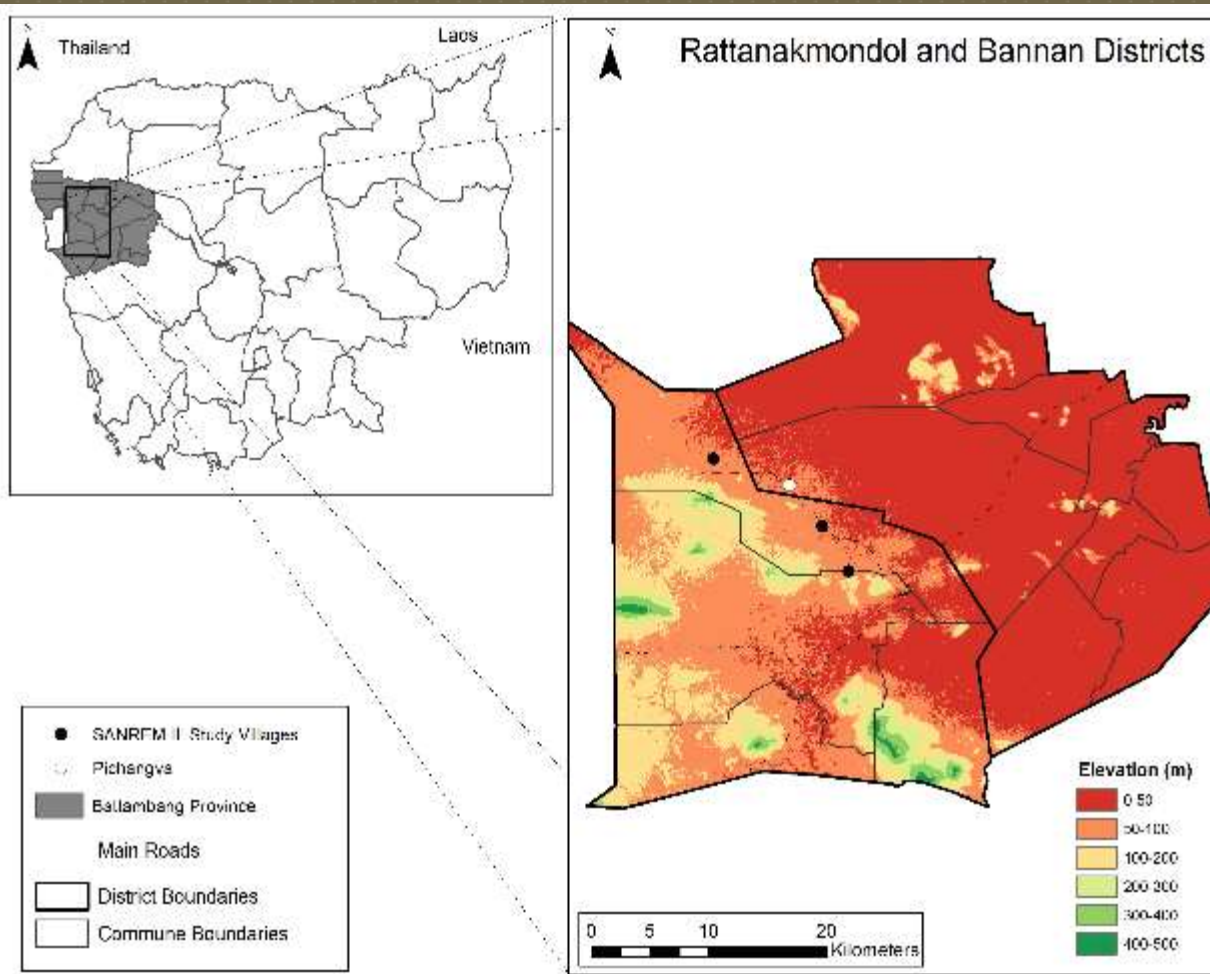 Thailand
Laos
Vietnam
SANREM II Study Villages
Pichangva
Battambang Province
Main Roads
District Boundaries
Commune Boundaries
Rattanakmondol and Bannan Districts
Elevation (m)
0-50
50-100
100-200
200-300
300-400
400-500
0 5 10 20
Kilometers